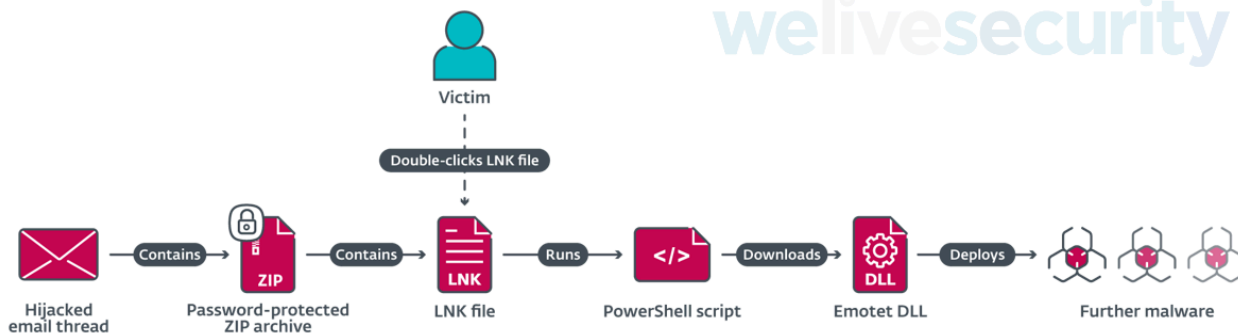 welivesecurity
Victim
Double-clicks LNK file
Contains
Contains
Runs
Downloads
Deploys
ZIP
LNK
</>
DLL
Hijacked
email thread
Password-protected
ZIP archive
LNK file
PowerShell script
Emotet DLL
Further malware